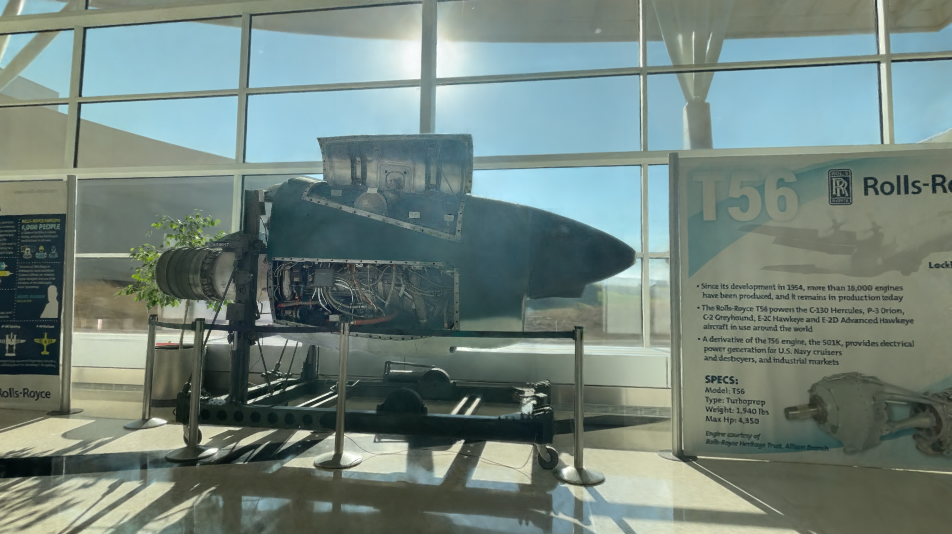 6,000 PEOPLE
Rolls-Royce
T56
Rolls-Ro
Lockh
• Since its development in 1954, more than 18,000 engines
have been produced, and it remains in production today
• The Rolls-Royce T56 powers the C-130 Hercules, P-3 Orion,
C-2 Greyhound, E-2C Hawkeye and E-2D Advanced Hawkeye
aircraft in use around the world
• A derivative of the T56 engine, the 501K, provides electrical
power generation for U.S. Navy cruisers
and destroyers, and industrial markets
SPECS:
Model: T56
Type: Turboprop
Weight: 1,940 lbs
Max Hp: 4,350
Engine courtesy of
Rolls-Royce Heritage Trust, Allison Branch